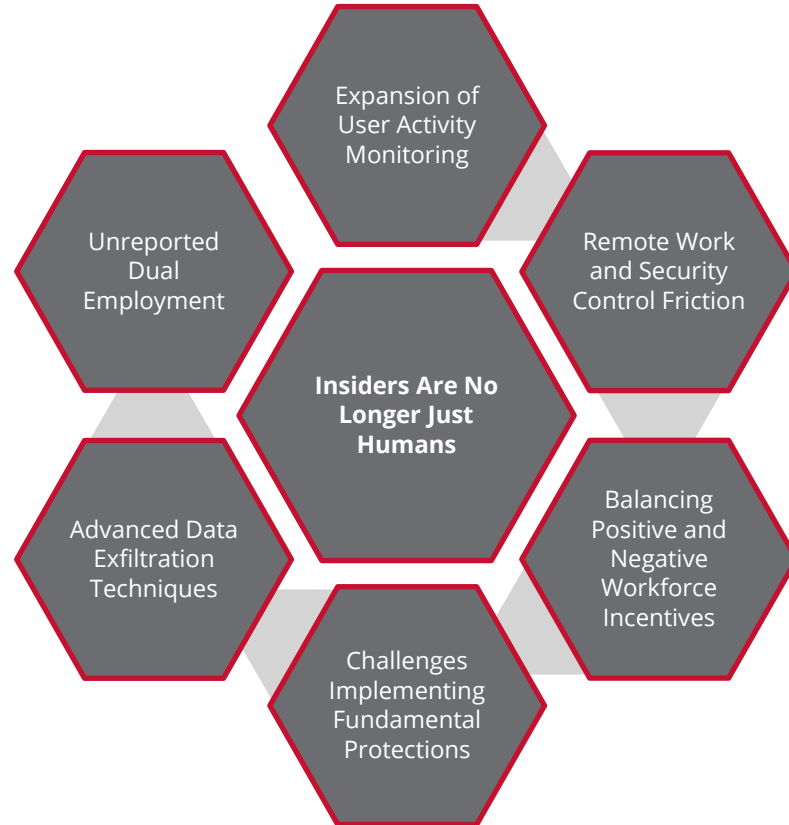 Expansion of
User Activity
Monitoring
Unreported
Dual
Employment
Remote Work
and Security
Control Friction
Insiders Are No
Longer Just
Humans
Advanced Data
Exfiltration
Techniques
Balancing
Positive and
Negative
Workforce
Incentives
Challenges
Implementing
Fundamental
Protections